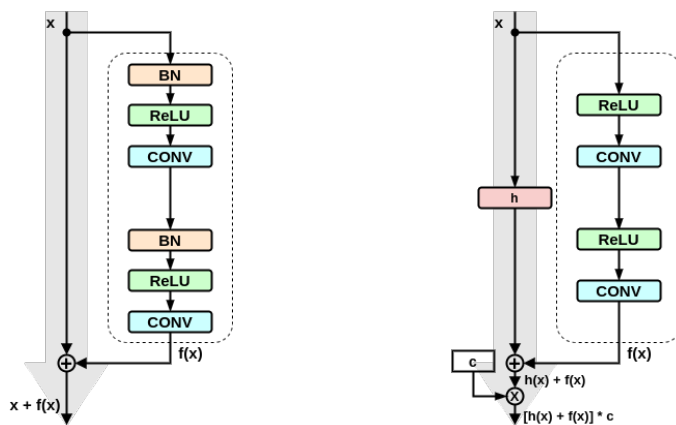 x
BN
ReLU
CONV
BN
ReLU
CONV
f(x)
x + f(x)
x
ReLU
CONV
h
ReLU
CONV
f(x)
c
h(x) + f(x)
[h(x) + f(x)] * c